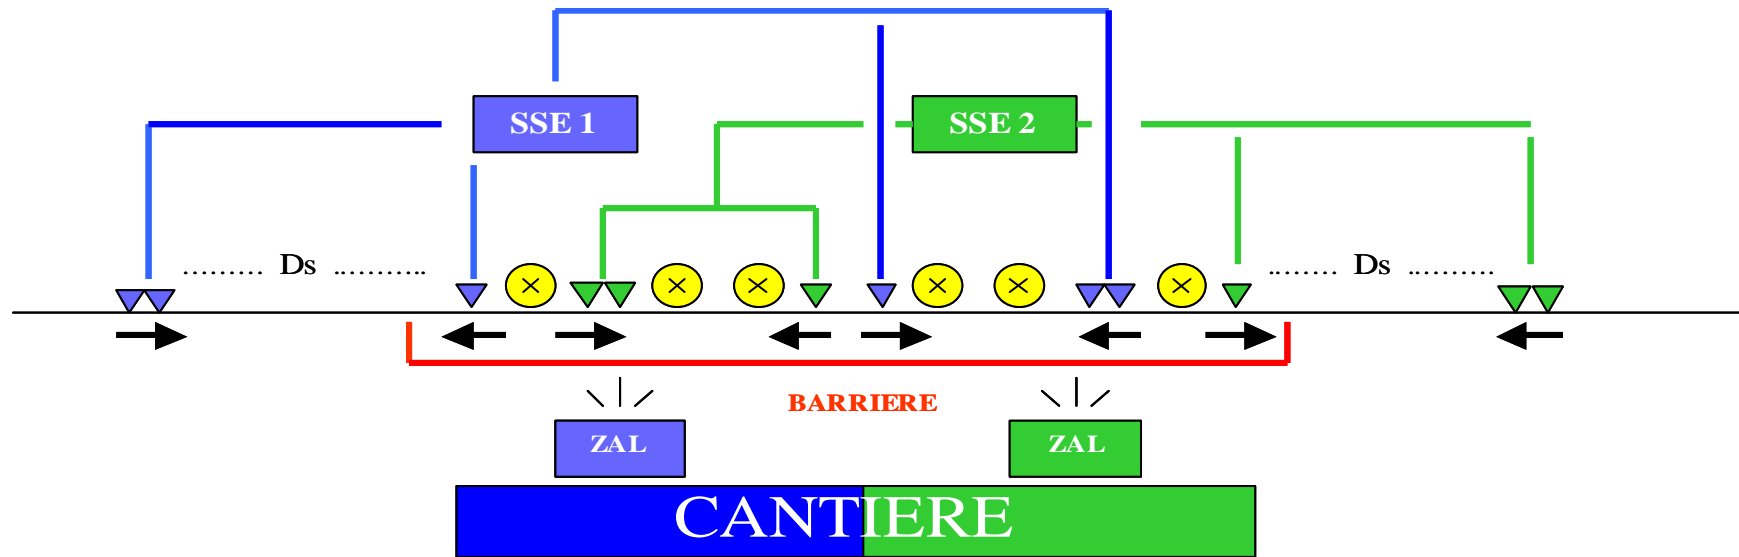 SSE 1
SSE 2
......... Ds ..........
....... Ds .........
BARRIERE
ZAL
ZAL
CANTIERE